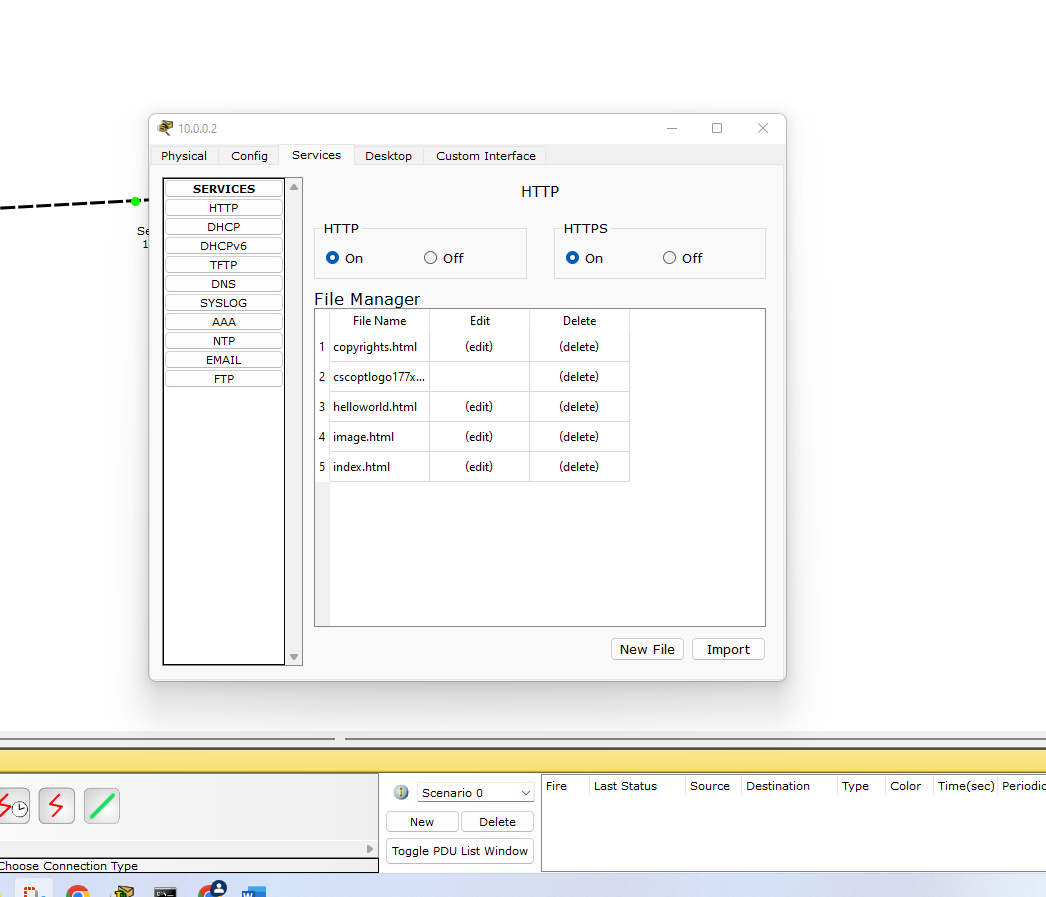 10.0.0.2
Physical Config Services Desktop Custom Interface
SERVICES
HTTP
DHCP
DHCPv6
TFTP
DNS
SYSLOG
AAA
NTP
EMAIL
FTP
HTTP
HTTP
On Off
HTTPS
On Off
File Manager
File Name Edit Delete
1 copyrights.html (edit) (delete)
2 cscoptlogo177x... (delete)
3 helloworld.html (edit) (delete)
4 image.html (edit) (delete)
5 index.html (edit) (delete)
New File Import
Se
1
Scenario 0
New Delete
Toggle PDU List Window
Fire Last Status Source Destination Type Color Time(sec) Periodic
Choose Connection Type